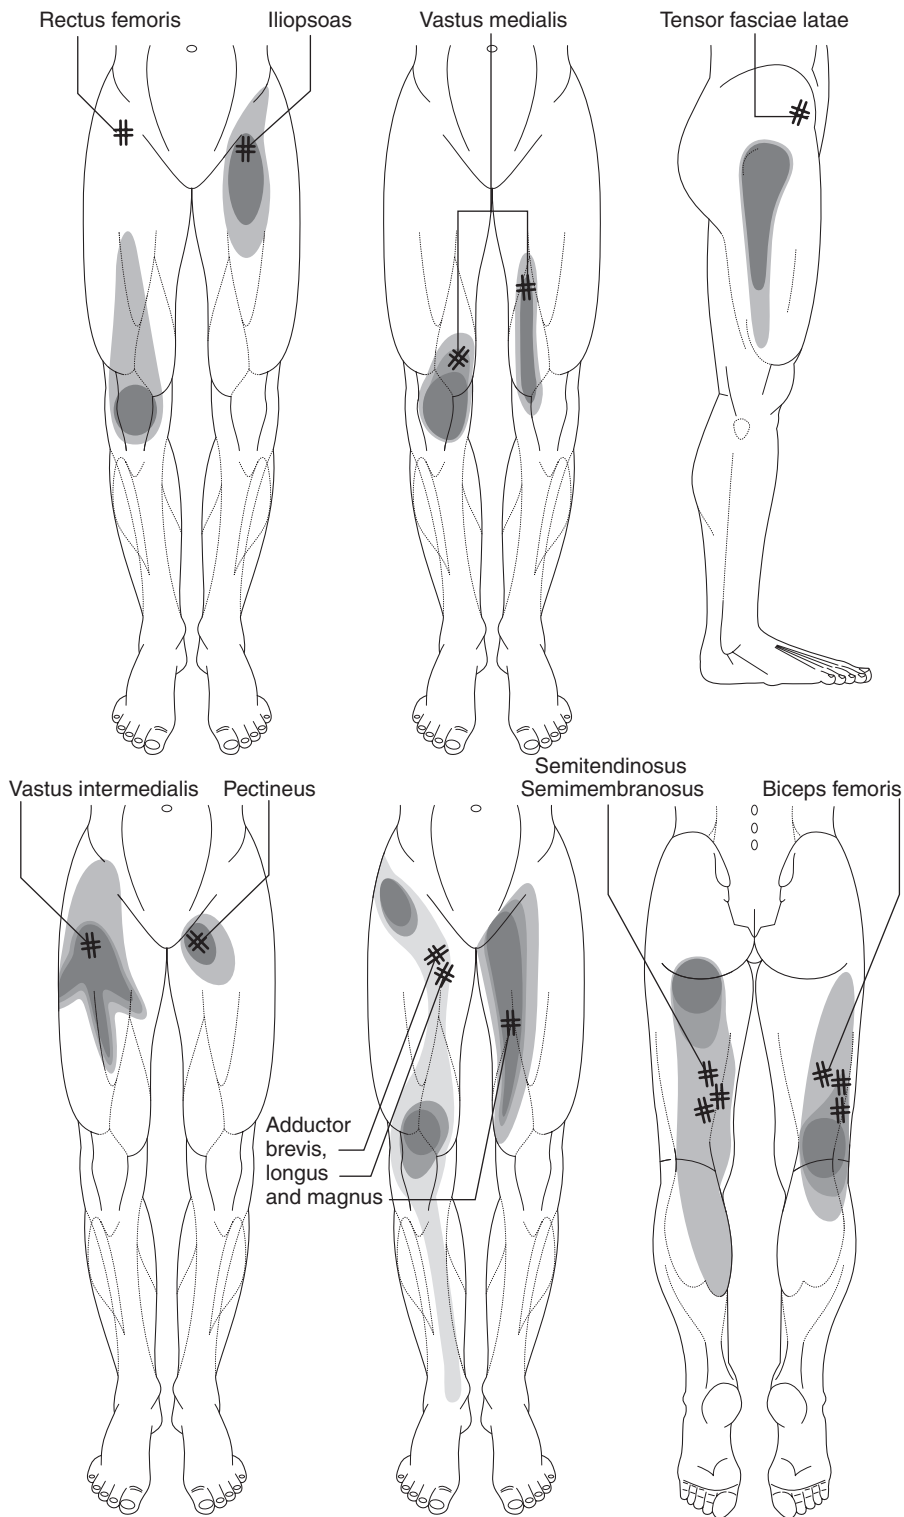 Rectus femoris
Iliopsoas
Vastus medialis
Tensor fasciae latae
Vastus intermedialis
Pectineus
Semitendinosus
Semimembranosus
Biceps femoris
Adductor
brevis,
longus
and magnus